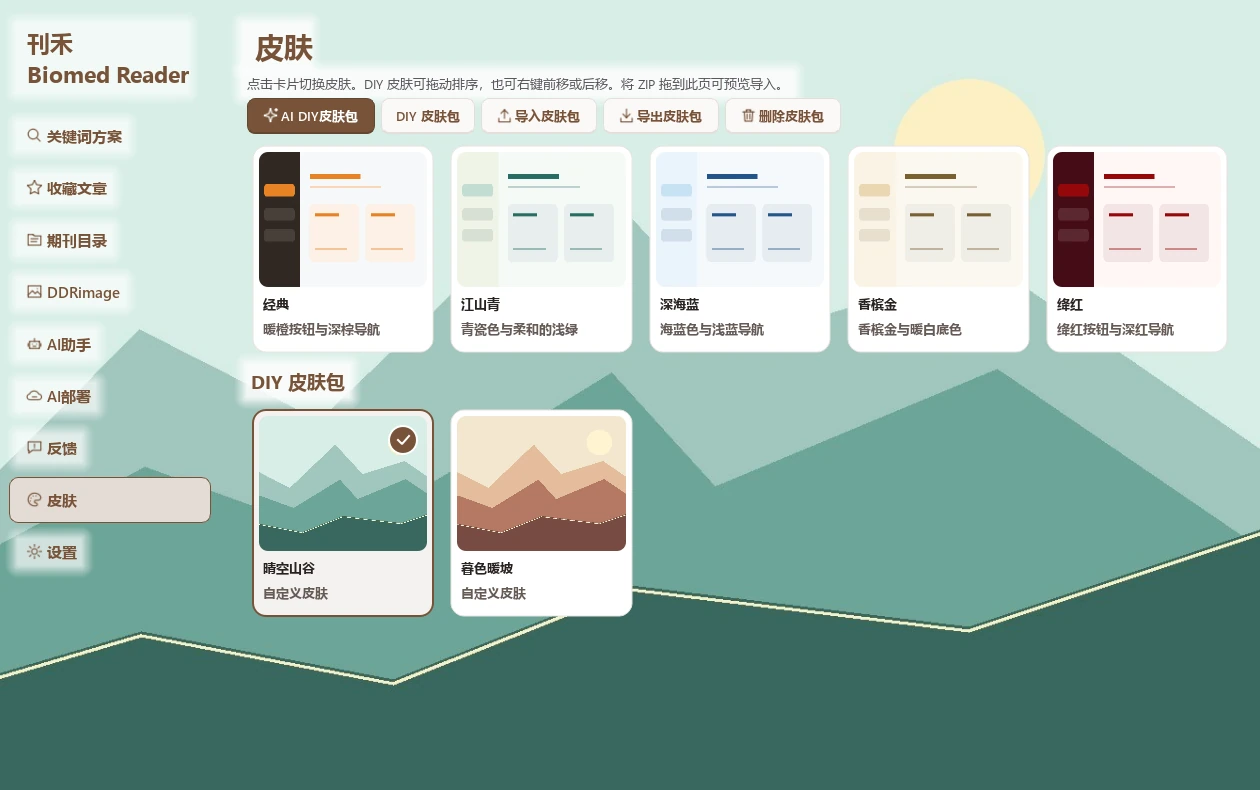 刊禾
Biomed Reader
关键词方案
收藏文章
期刊目录
DDRimage
AI助手
AI部署
反馈
皮肤
设置
皮肤
点击卡片切换皮肤。DIY 皮肤可拖动排序，也可右键前移或后移。将 ZIP 拖到此页可预览导入。
AI DIY皮肤包
DIY 皮肤包
导入皮肤包
导出皮肤包
删除皮肤包
经典
暖橙按钮与深棕导航
江山青
青瓷色与柔和的浅绿
深海蓝
海蓝色与浅蓝导航
香槟金
香槟金与暖白底色
绛红
绛红按钮与深红导航
DIY 皮肤包
晴空山谷
自定义皮肤
暮色暖坡
自定义皮肤